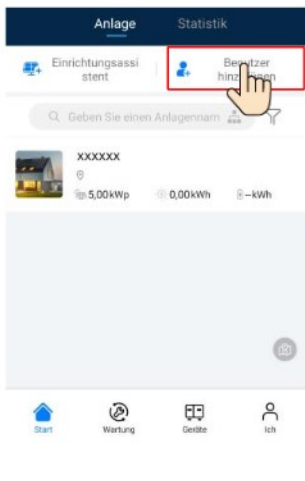 Anlage Statistik
Einrichtungsassi
stent
Benutzer
hinzufügen
Geben Sie einen Anlagennam
XXXXXX
5,00kWp 0,00kWh --kWh
Start Wartung Geräte Ich